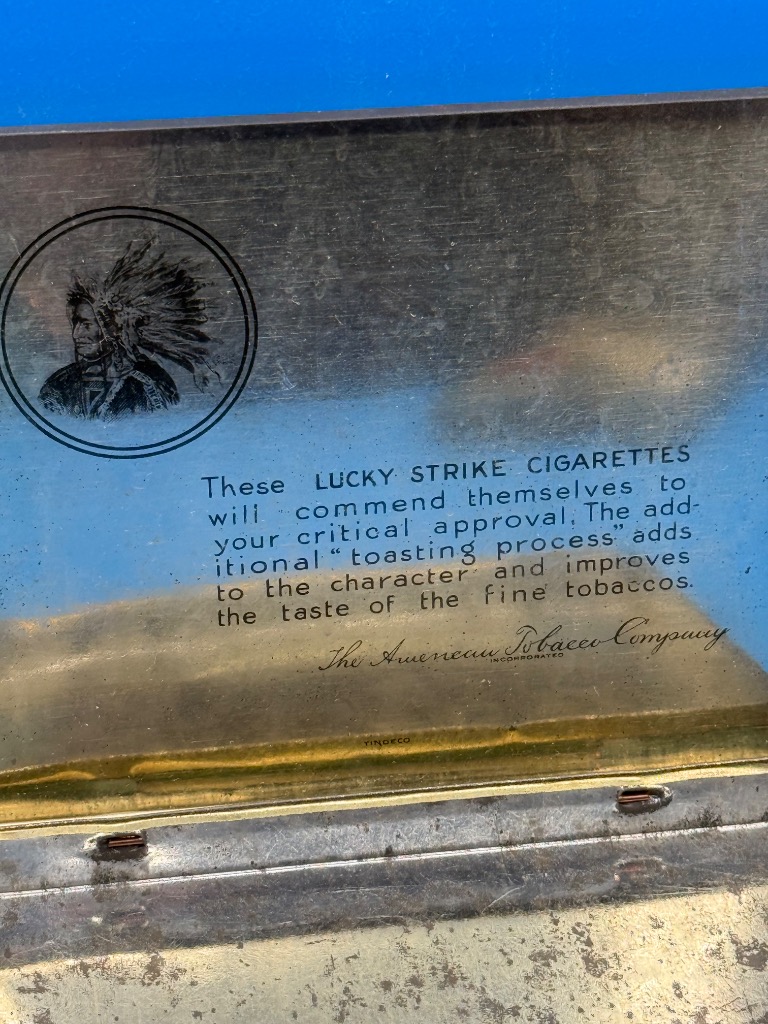 These LUCKY STRIKE CIGARETTES
will commend themselves to
your critical approval. The add-
itional "toasting process" adds
to the character and improves
the taste of the fine tobaccos.
The American Tobacco Company
INCORPORATED
TINDECO